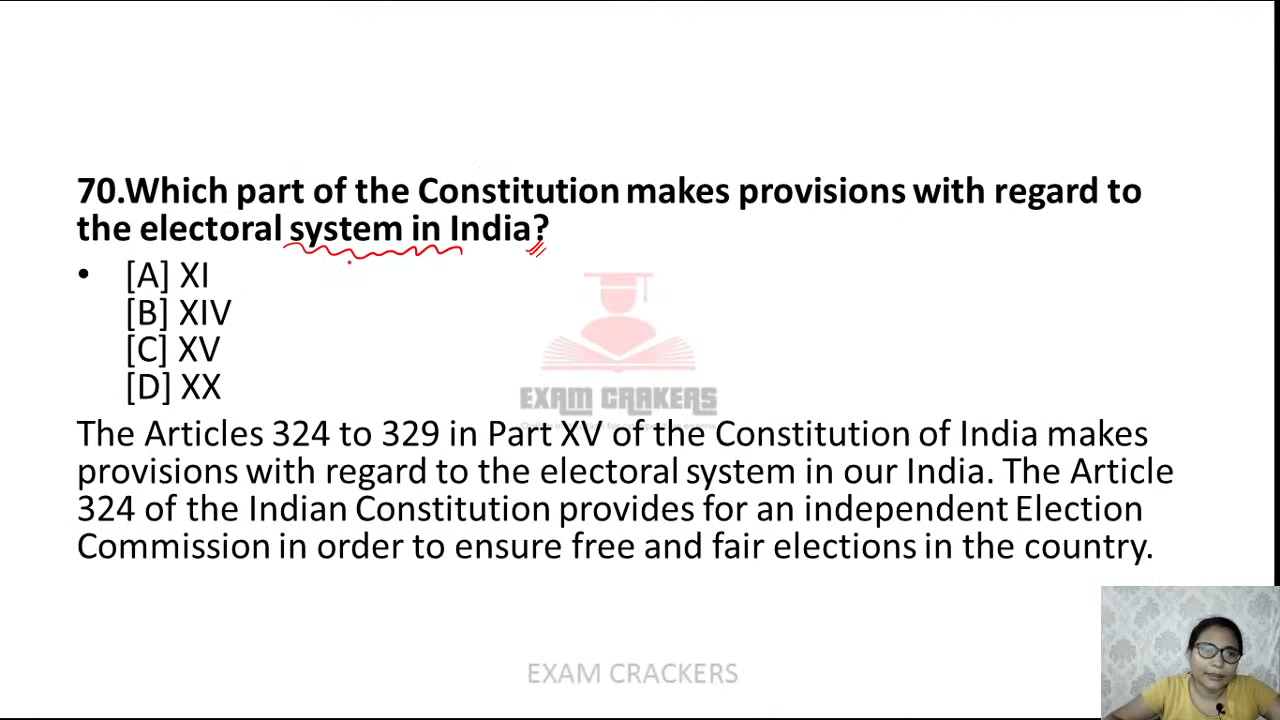 70.Which part of the Constitution makes provisions with regard to
the electoral system in India?
• [A] XI
[B] XIV
[C] XV
[D] XX
EXAM CRAKERS
The Articles 324 to 329 in Part XV of the Constitution of India makes
provisions with regard to the electoral system in our India. The Article
324 of the Indian Constitution provides for an independent Election
Commission in order to ensure free and fair elections in the country.
EXAM CRACKERS